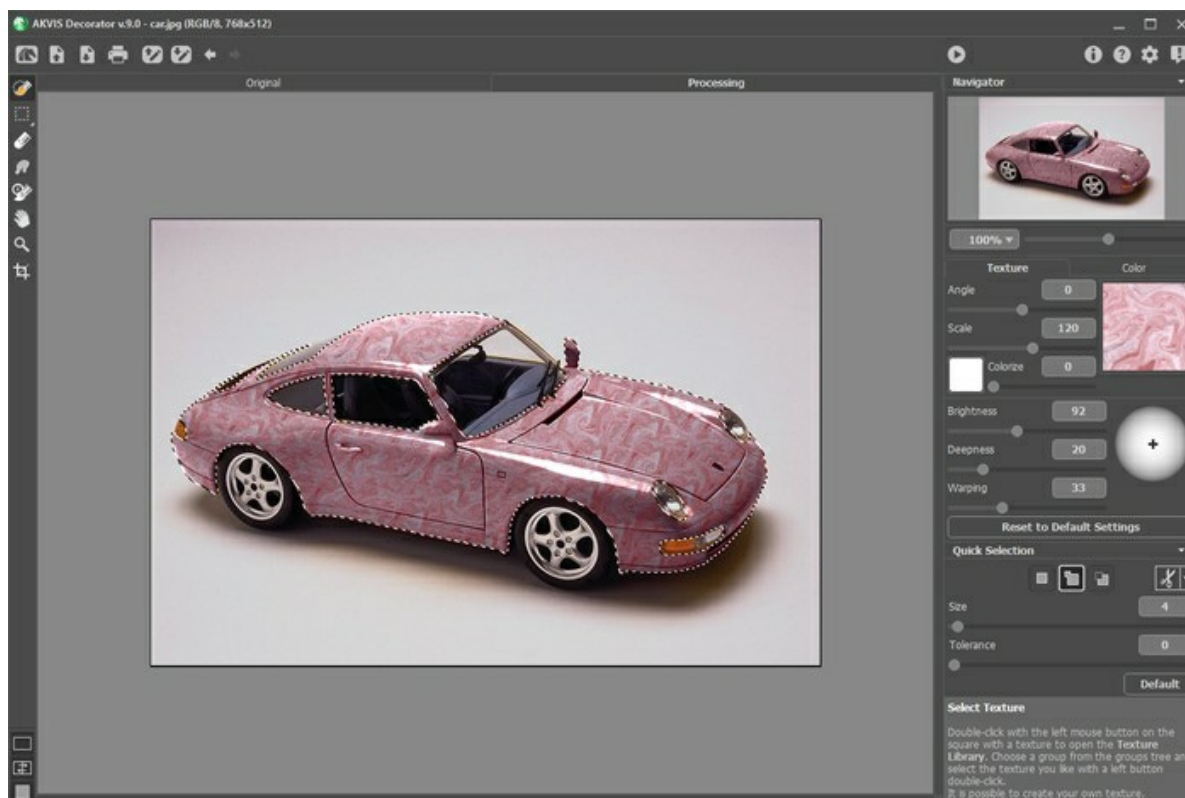 AKVIS Decorator v.9.0 - car.jpg (RGB/8, 768x512)
Original
Processing
Navigator
100%
Texture
Color
Angle
0
Scale
120
Colorize
0
Brightness
92
Deepness
20
Warping
33
Reset to Default Settings
Quick Selection
Size
4
Tolerance
0
Default
Select Texture
Double-click with the left mouse button on the
square with a texture to open the Texture
Library. Choose a group from the groups tree an
select the texture you like with a left button
double-click.
It is possible to create your own texture.